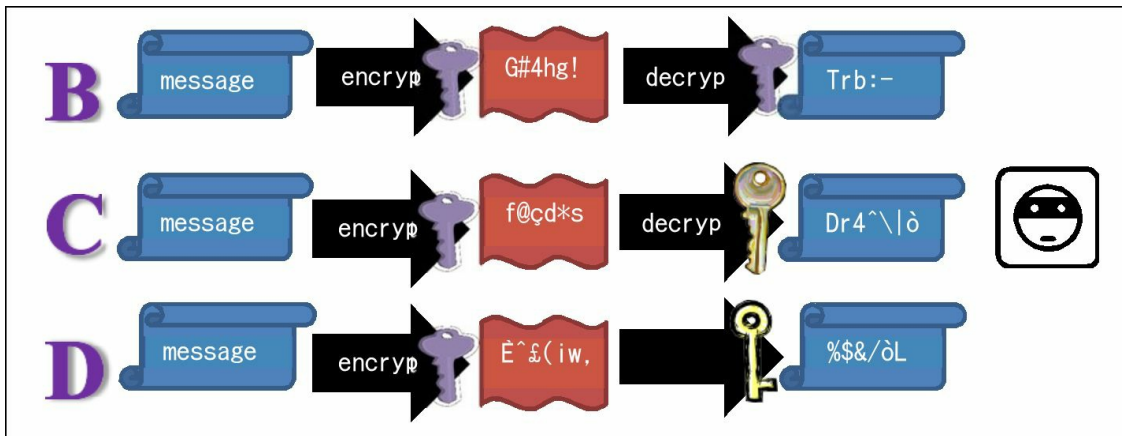 B message encryp G#4hg! decryp Trb:-
C message encryp f@çd*s decryp Dr4^\|ò
D message encryp È^£(iw, %$&/òL